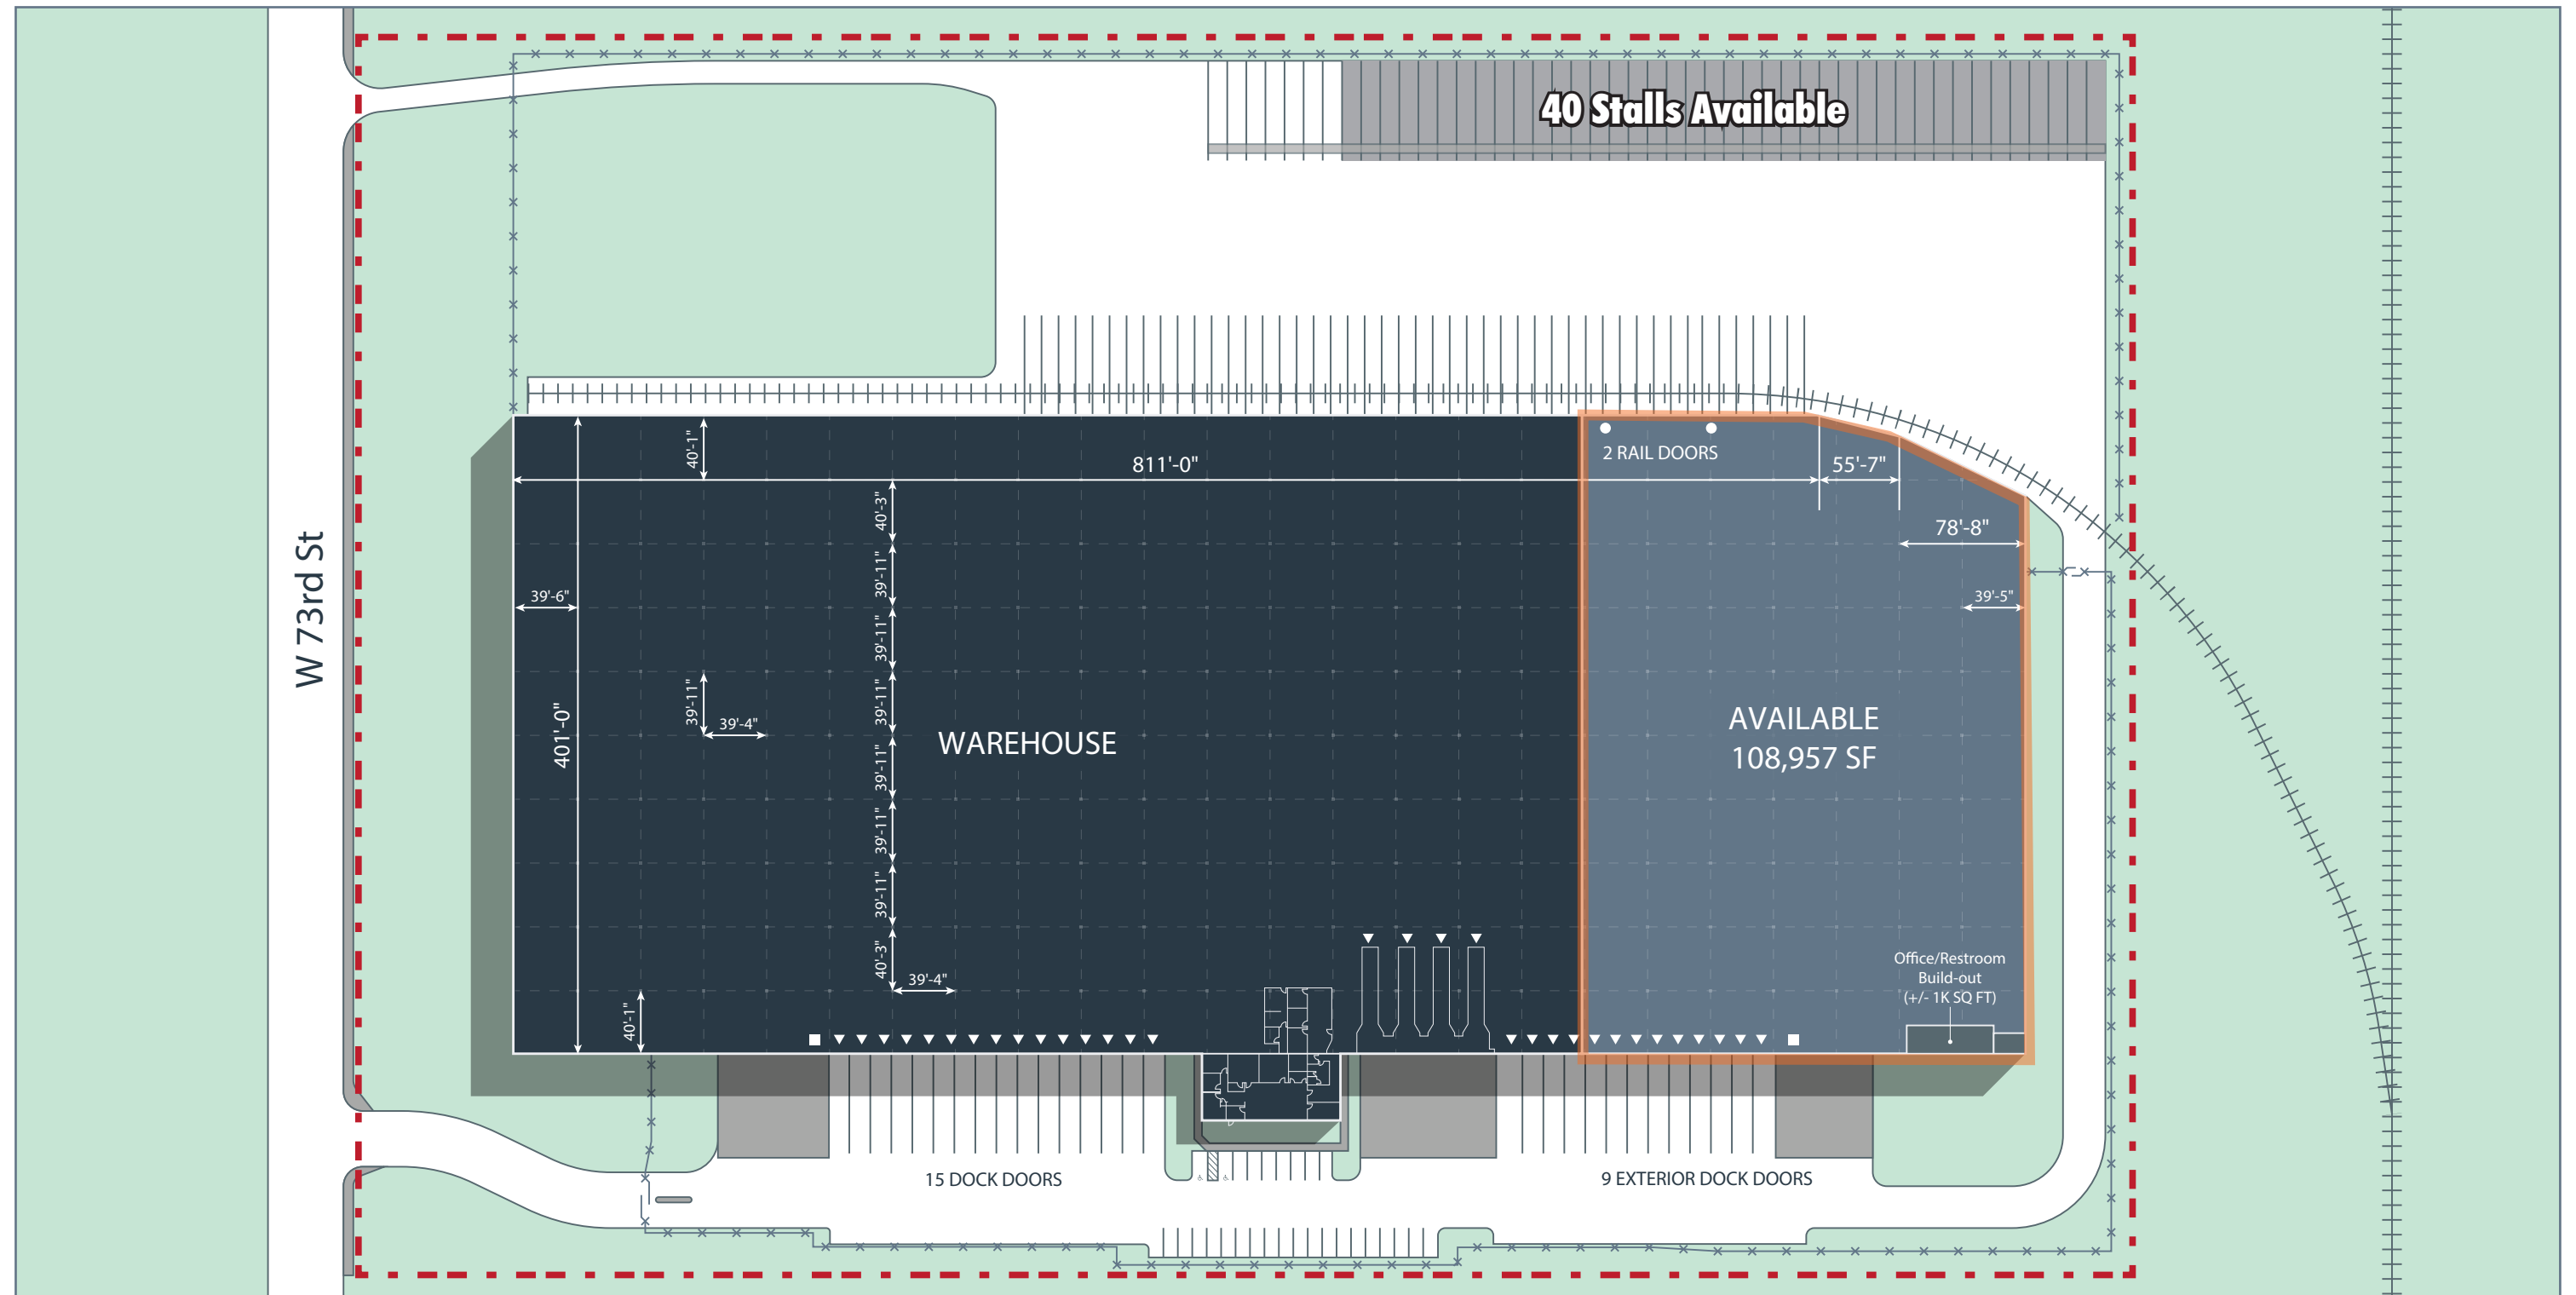 40 Stalls Available
W 73rd St
40'-1"
811'-0"
2 RAIL DOORS
55'-7"
40'-3"
78'-8"
39'-11"
39'-6"
39'-5"
39'-11"
39'-11"
39'-11"
39'-4"
401'-0"
WAREHOUSE
AVAILABLE
108,957 SF
39'-11"
39'-11"
39'-11"
40'-3"
39'-4"
40'-1"
Office/Restroom
Build-out
(+/- 1K SQ FT)
15 DOCK DOORS
9 EXTERIOR DOCK DOORS